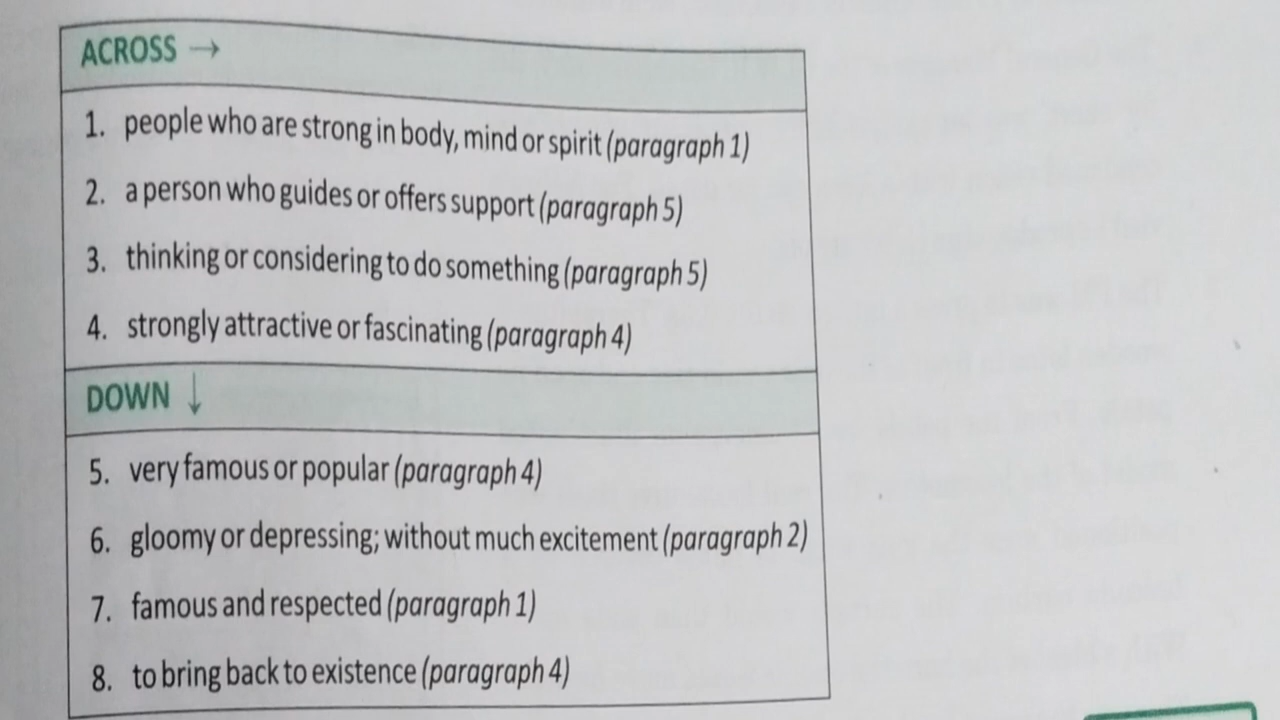 ACROSS →
1. people who are strong in body, mind or spirit (paragraph 1)
2. a person who guides or offers support (paragraph 5)
3. thinking or considering to do something (paragraph 5)
4. strongly attractive or fascinating (paragraph 4)
DOWN ↓
5. very famous or popular (paragraph 4)
6. gloomy or depressing; without much excitement (paragraph 2)
7. famous and respected (paragraph 1)
8. to bring back to existence (paragraph 4)